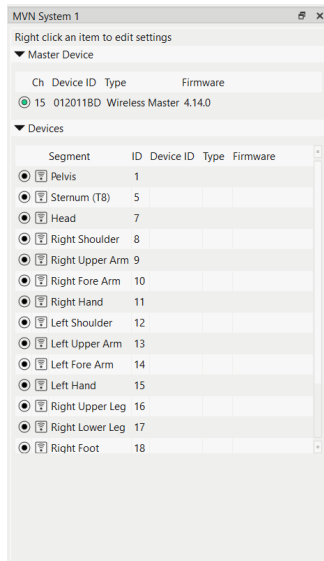 MVN System 1
Right click an item to edit settings
Master Device
Ch Device ID Type Firmware
15 012011BD Wireless Master 4.14.0
Devices
Segment ID Device ID Type Firmware
Pelvis 1
Sternum (T8) 5
Head 7
Right Shoulder 8
Right Upper Arm 9
Right Fore Arm 10
Right Hand 11
Left Shoulder 12
Left Upper Arm 13
Left Fore Arm 14
Left Hand 15
Right Upper Leg 16
Right Lower Leg 17
Right Foot 18